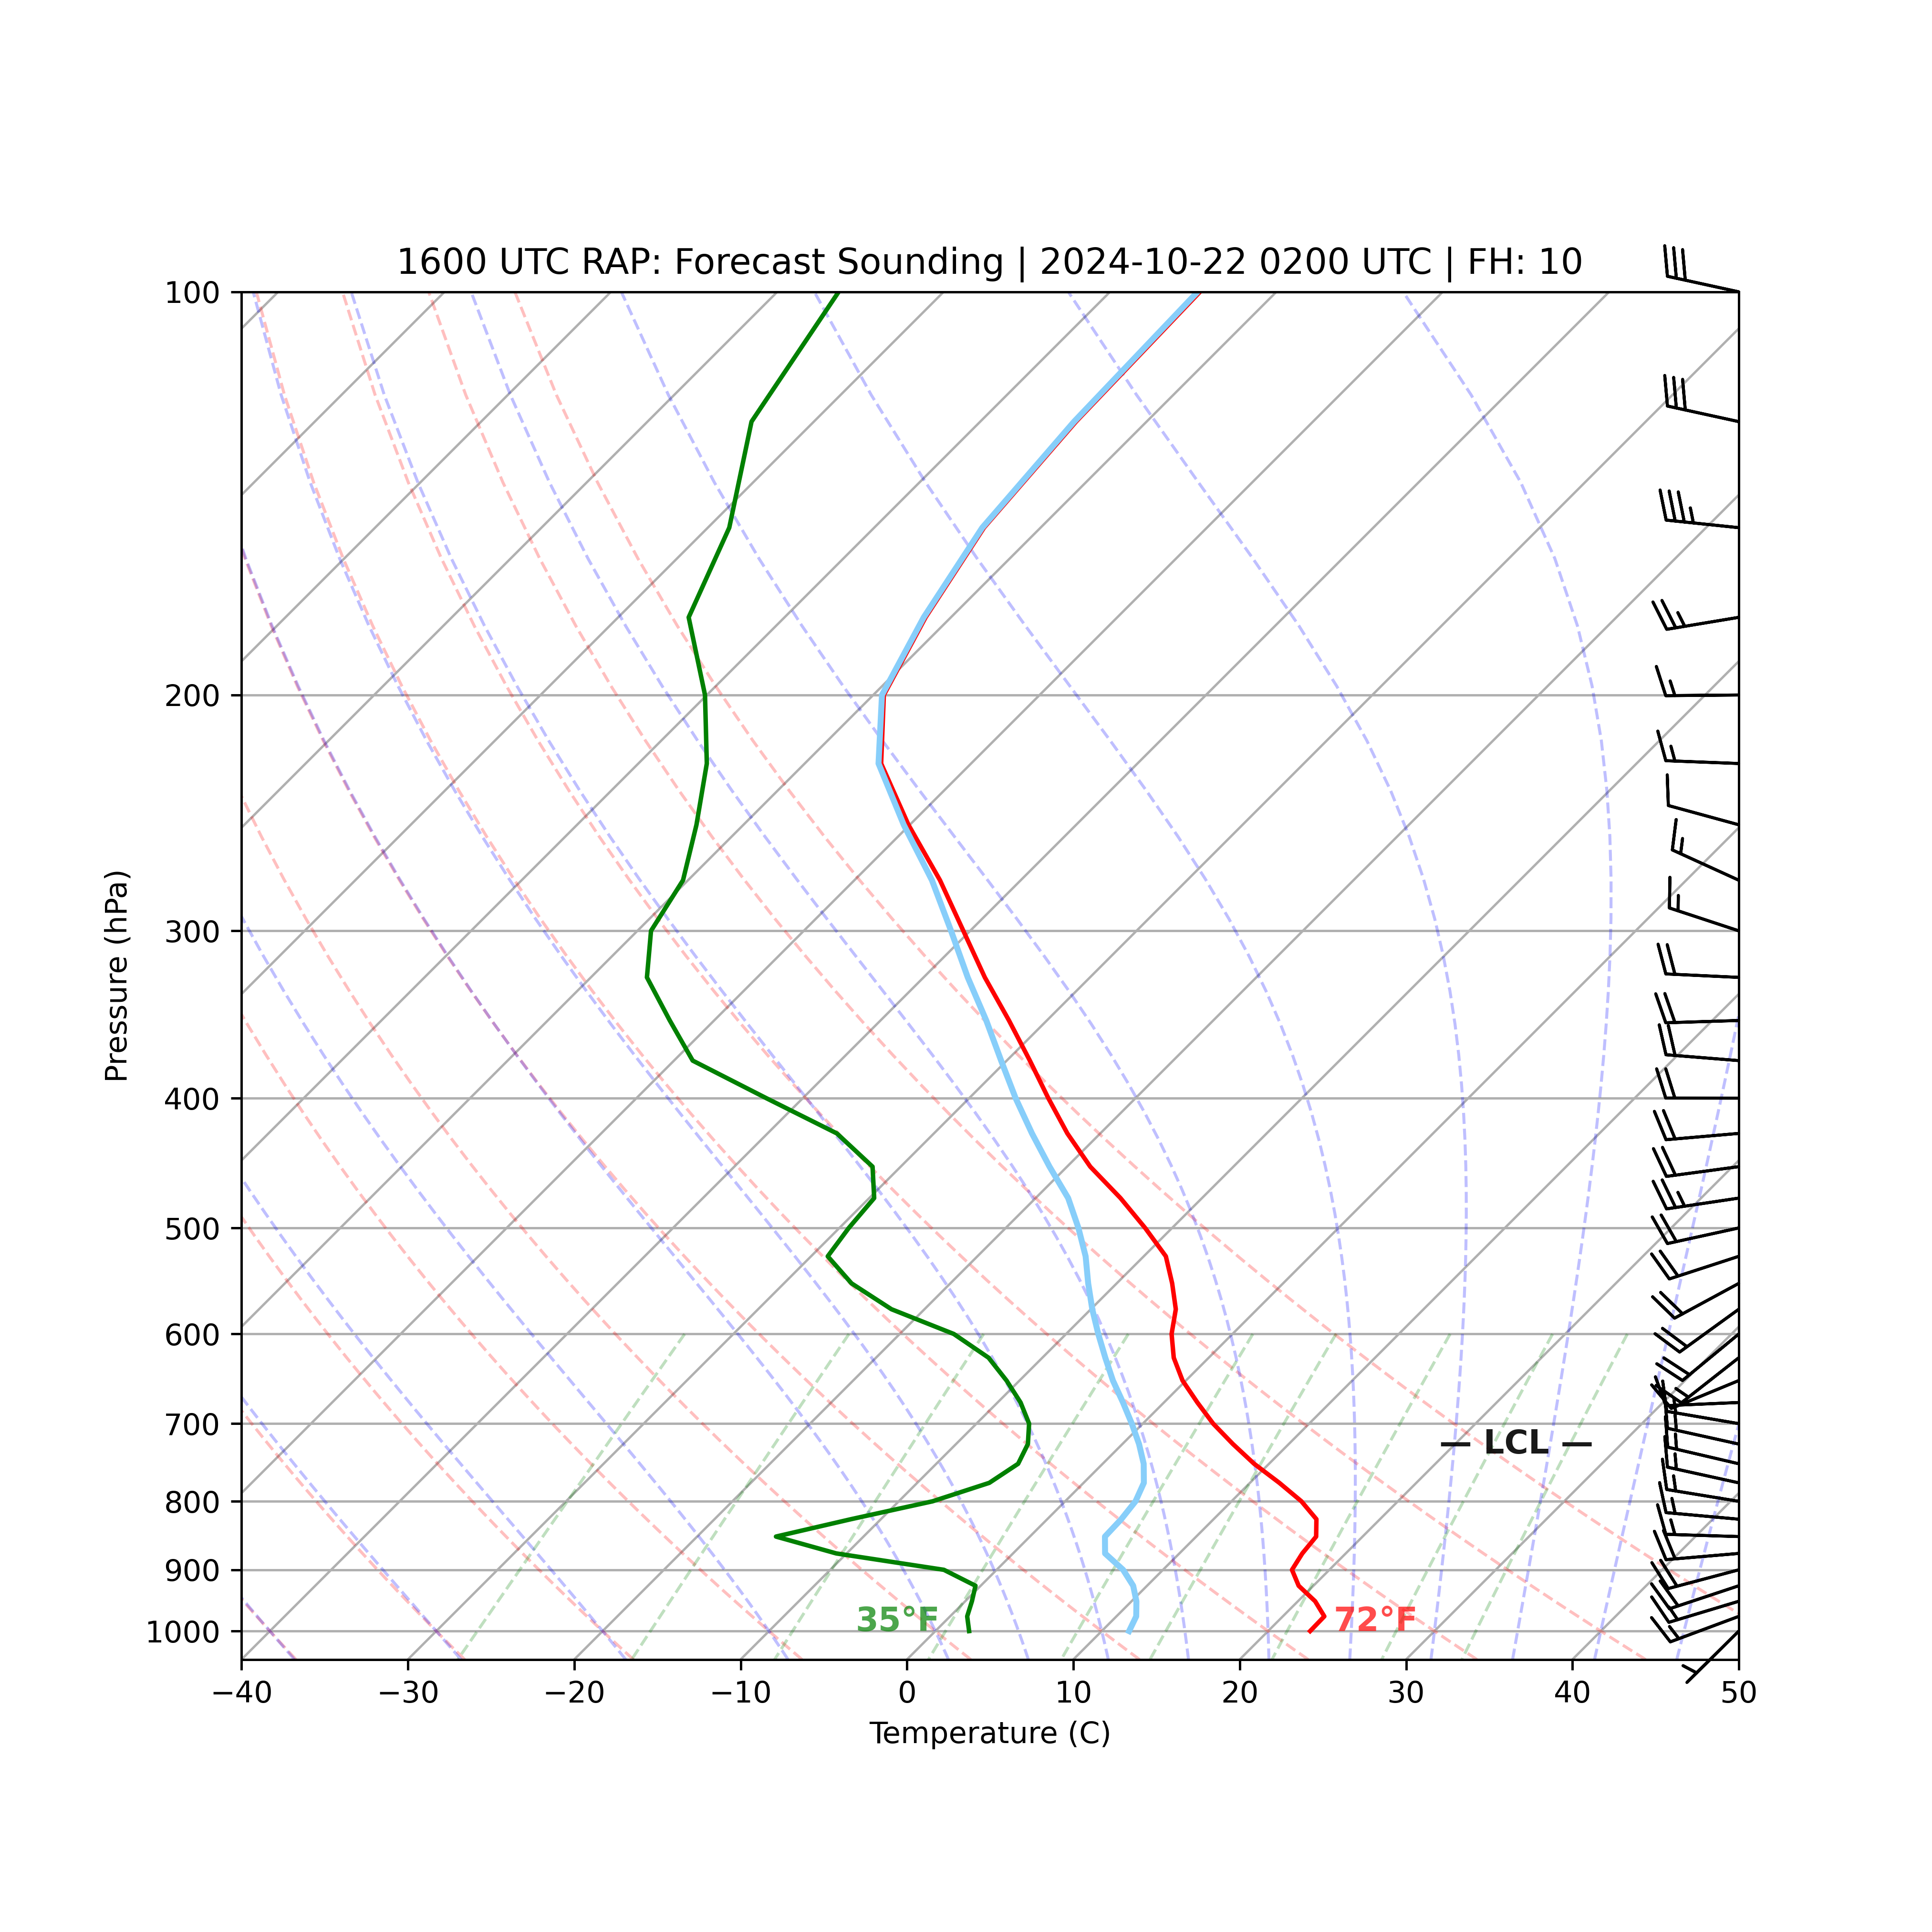 1600 UTC RAP: Forecast Sounding | 2024-10-22 0200 UTC | FH: 10
100
200
300
400
500
600
700
800
900
1000
Pressure (hPa)
— LCL —
35°F
72°F
−40 −30 −20 −10 0 10 20 30 40 50
Temperature (C)